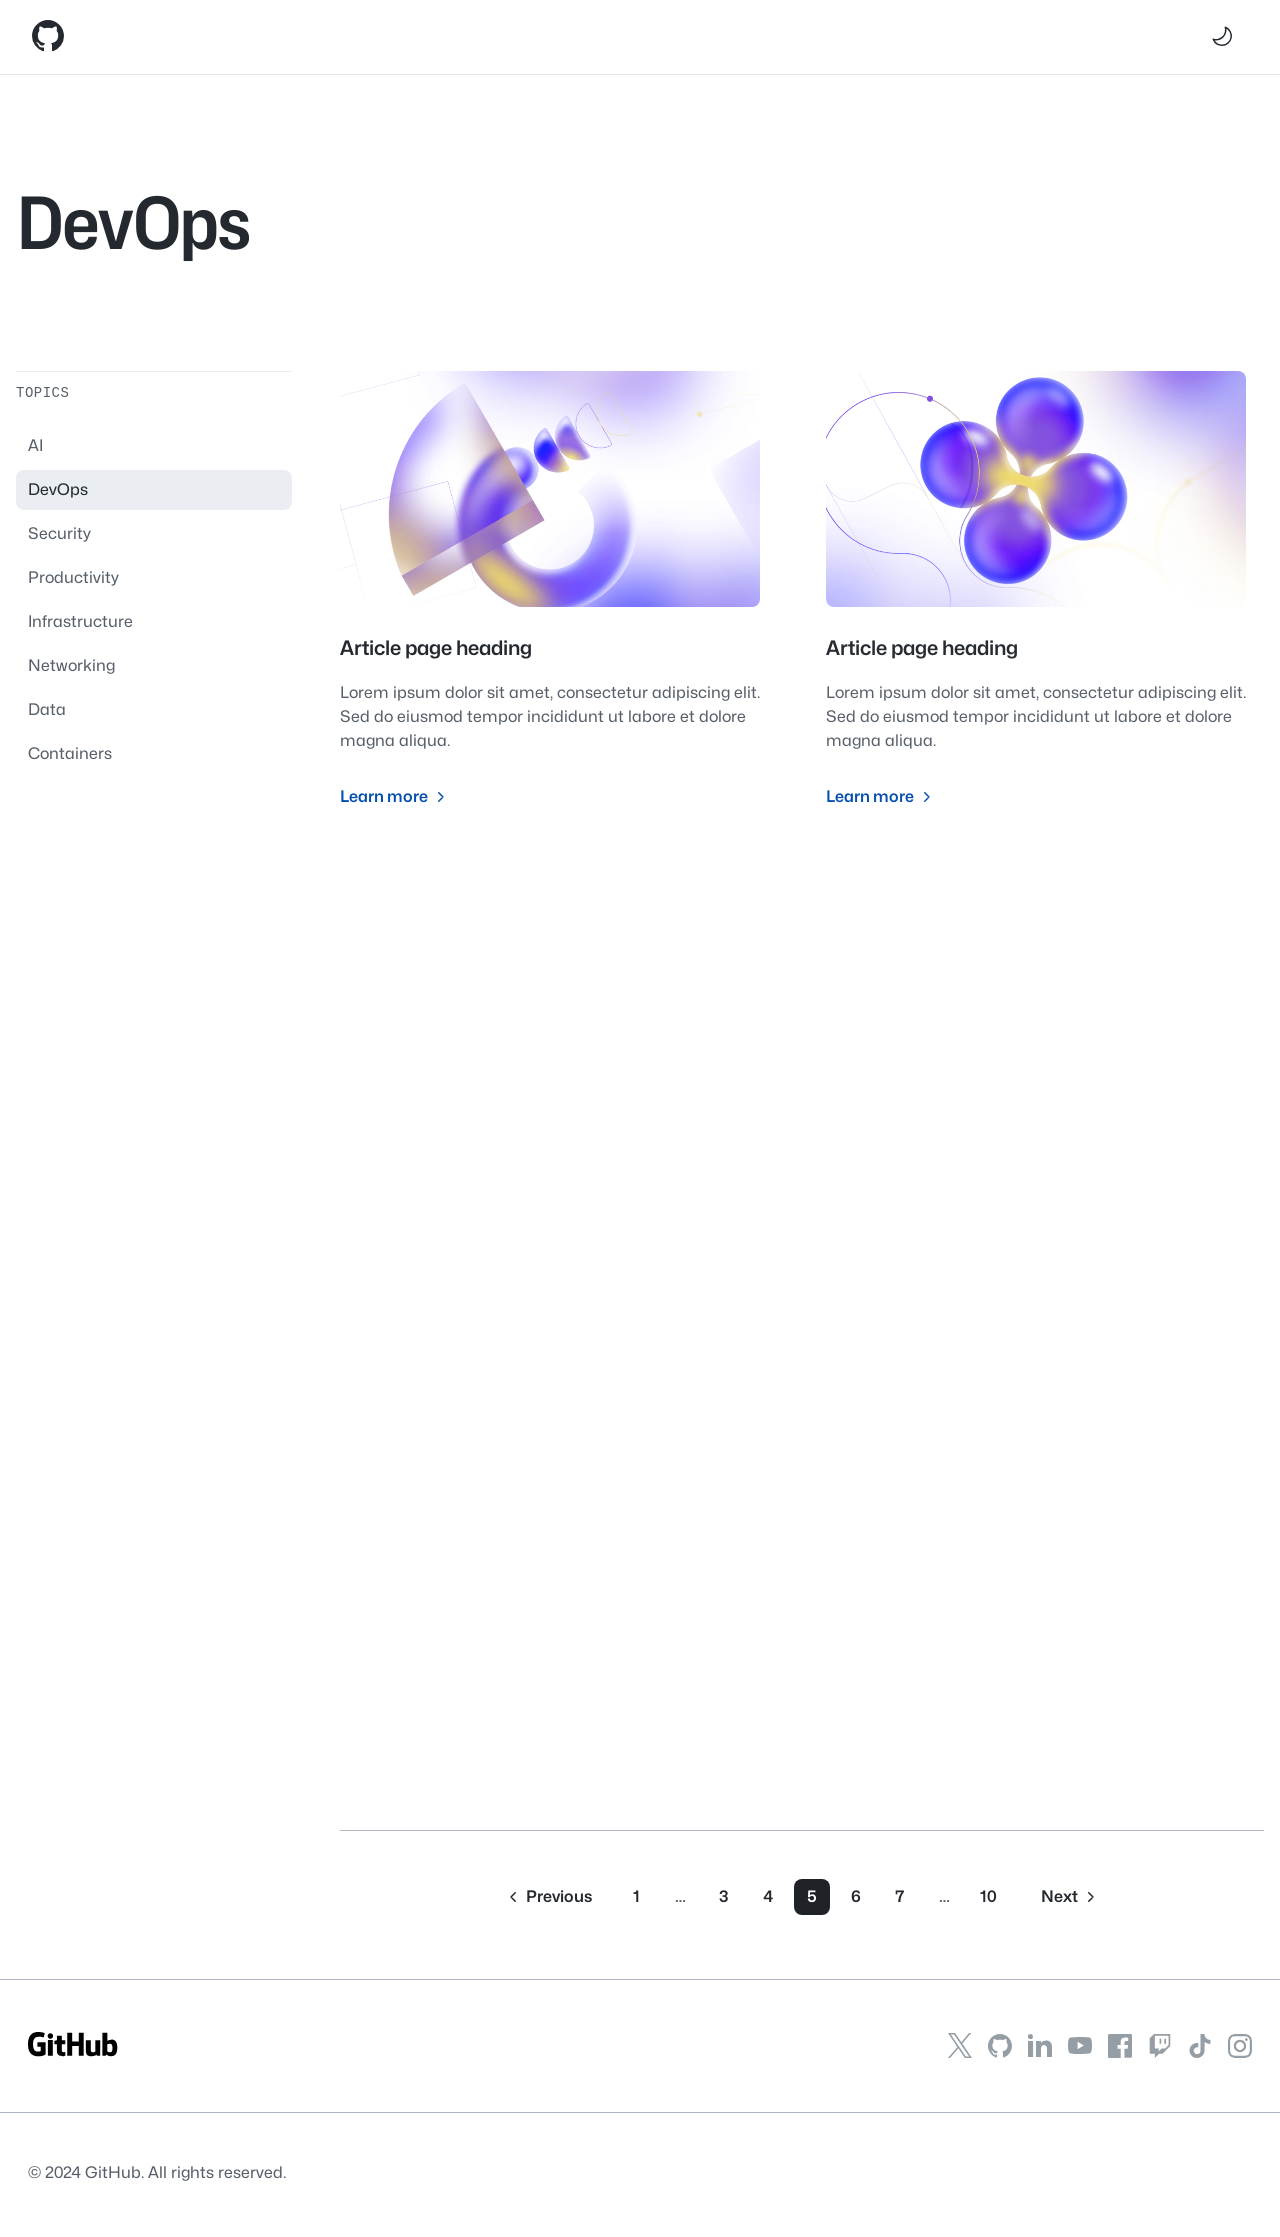 DevOps
TOPICS
AI
DevOps
Security
Productivity
Infrastructure
Networking
Data
Containers
Article page heading
Lorem ipsum dolor sit amet, consectetur adipiscing elit.
Sed do eiusmod tempor incididunt ut labore et dolore
magna aliqua.
Learn more
Article page heading
Lorem ipsum dolor sit amet, consectetur adipiscing elit.
Sed do eiusmod tempor incididunt ut labore et dolore
magna aliqua.
Learn more
Previous 1 … 3 4 5 6 7 … 10 Next
GitHub
© 2024 GitHub. All rights reserved.